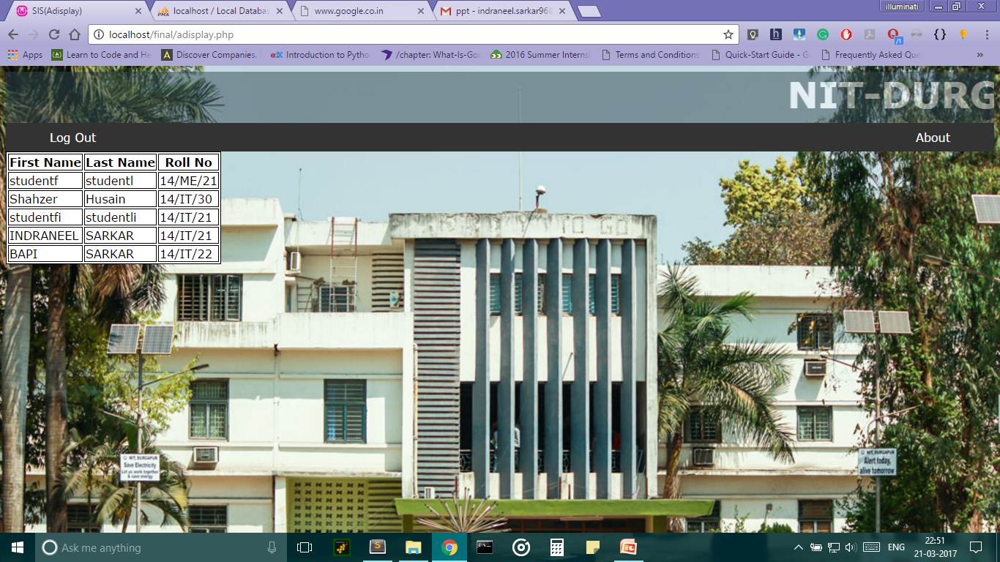 illuminati
SIS(Adisplay)
localhost / Local Databas
www.google.co.in
ppt - indraneel.sarkar96@
localhost/final/adisplay.php
Apps
Learn to Code and He
Discover Companies.
Introduction to Pytho
/chapter: What-Is-Goo
2016 Summer Interns
Terms and Conditions
Quick-Start Guide - G
Frequently Asked Que
»
NIT-DURG
Log Out
About
First Name Last Name Roll No
studentf studentl 14/ME/21
Shahzer Husain 14/IT/30
studentfi studentli 14/IT/21
INDRANEEL SARKAR 14/IT/21
BAPI SARKAR 14/IT/22
NIT, DURGAPUR
Save Electricity
Let us work together
& save energy
NIT, DURGAPUR
Alert today,
alive tomorrow
Ask me anything
ENG
22:51
21-03-2017